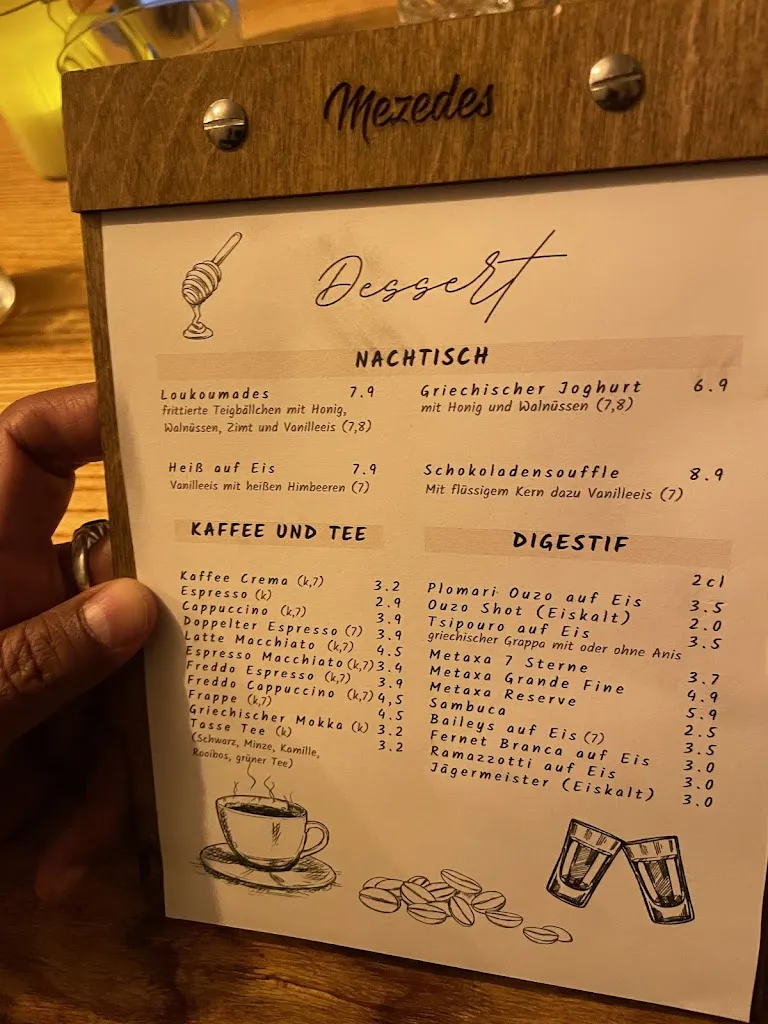 Mezedes
Dessert
NACHTISCH
Loukoumades 7.9
frittierte Teigbällchen mit Honig,
Walnüssen, Zimt und Vanilleeis (7,8)
Heiß auf Eis 7.9
Vanilleeis mit heißen Himbeeren (7)
Griechischer Joghurt 6.9
mit Honig und Walnüssen (7,8)
Schokoladensouffle 8.9
Mit flüssigem Kern dazu Vanilleeis (7)
KAFFEE UND TEE
Kaffee Crema (k,7) 3.2
Espresso (k) 2.9
Cappuccino (k,7) 3.9
Doppelter Espresso (7) 3.9
Latte Macchiato (k,7) 4.5
Espresso Macchiato (k,7) 3.4
Freddo Espresso (k,7) 3.9
Freddo Cappuccino (k,7) 4,5
Frappe (k,7) 4.5
Griechischer Mokka (k) 3.2
Tasse Tee (k) 3.2
(Schwarz, Minze, Kamille,
Rooibos, grüner Tee)
DIGESTIF
2cl
Plomari Ouzo auf Eis 3.5
Ouzo Shot (Eiskalt) 2.0
Tsipouro auf Eis 3.5
griechischer Grappa mit oder ohne Anis
Metaxa 7 Sterne 3.7
Metaxa Grande Fine 4.9
Metaxa Reserve 5.9
Sambuca 2.5
Baileys auf Eis (7) 3.5
Fernet Branca auf Eis 3.0
Ramazzotti auf Eis 3.0
Jägermeister (Eiskalt) 3.0